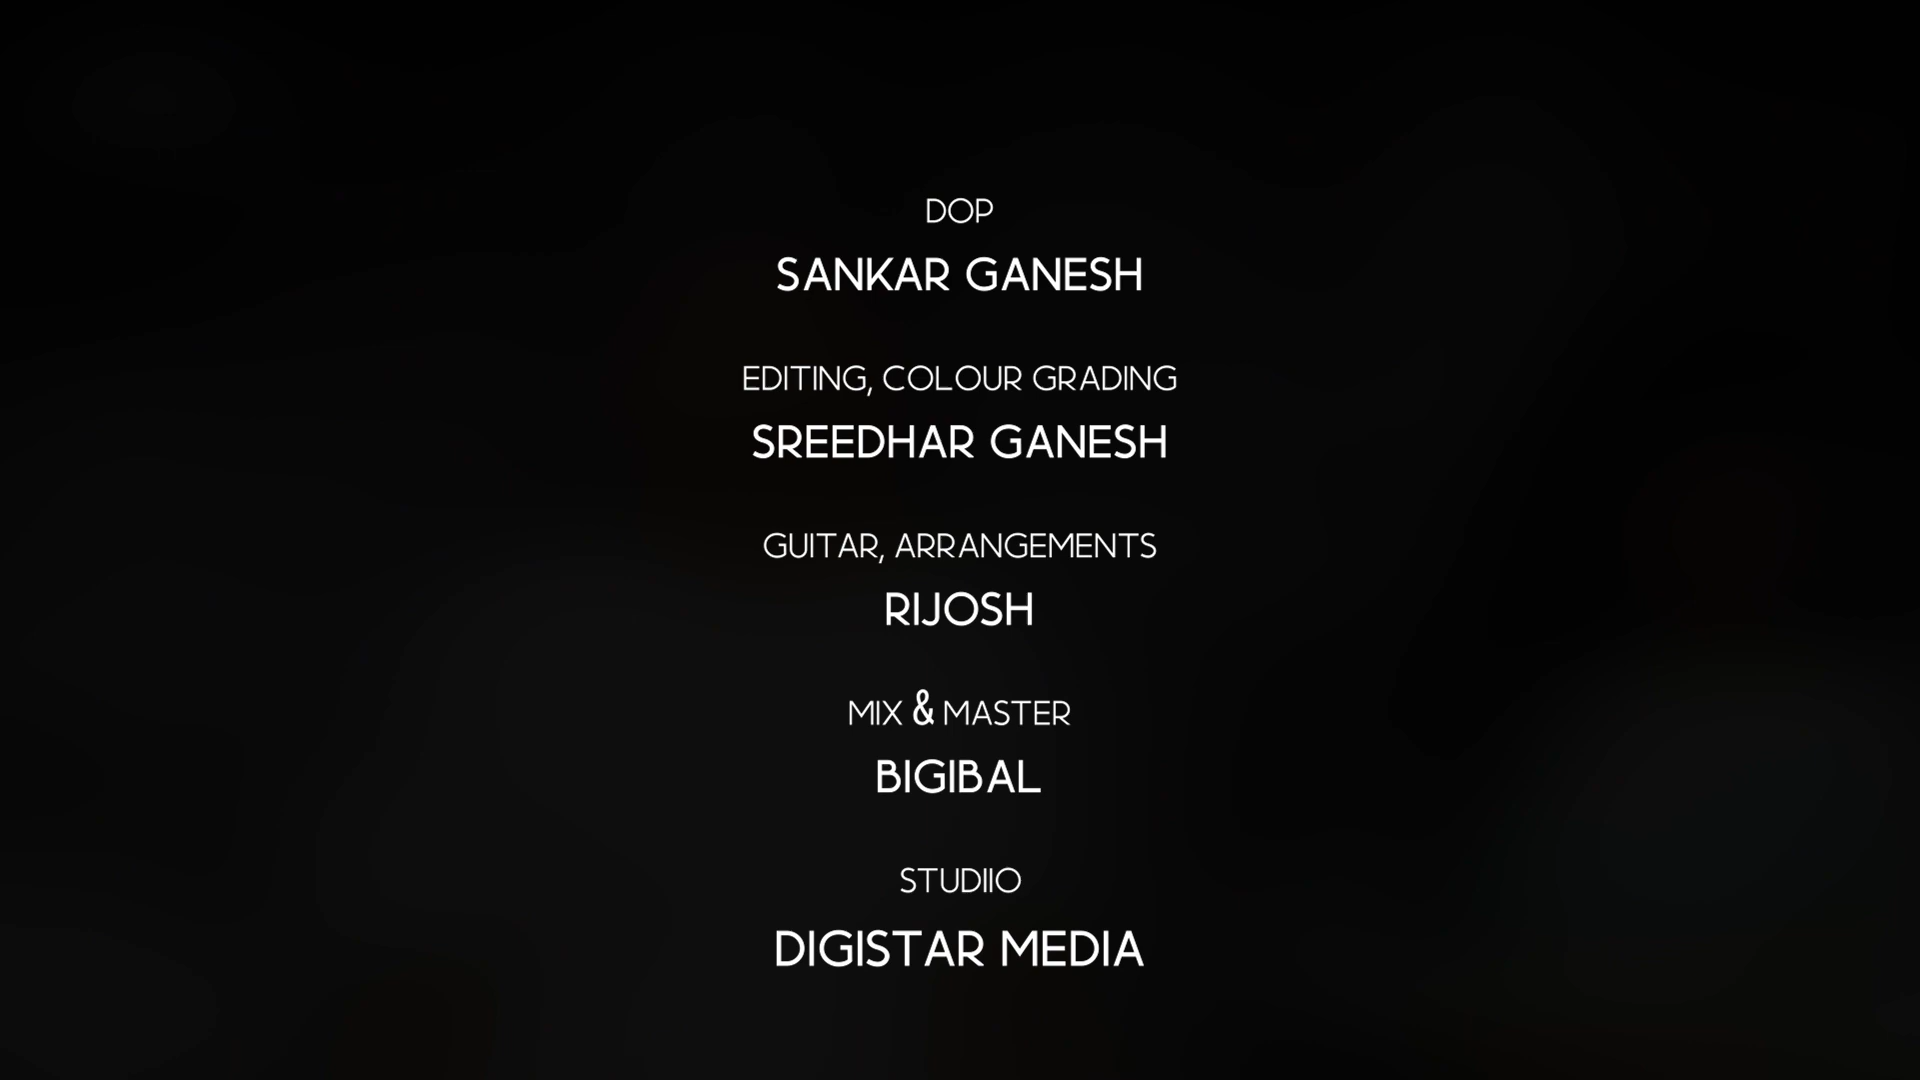 DOP
SANKAR GANESH
EDITING, COLOUR GRADING
SREEDHAR GANESH
GUITAR, ARRANGEMENTS
RIJOSH
MIX & MASTER
BIGIBAL
STUDIIO
DIGISTAR MEDIA